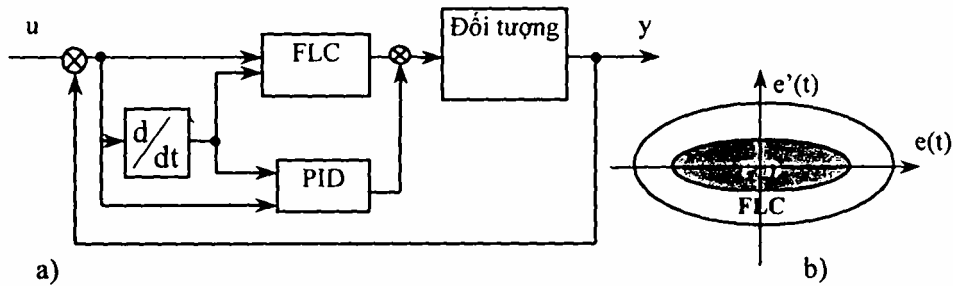 u
FLC
Đối tượng
y
d/dt
PID
a)
e'(t)
e(t)
FLC
b)